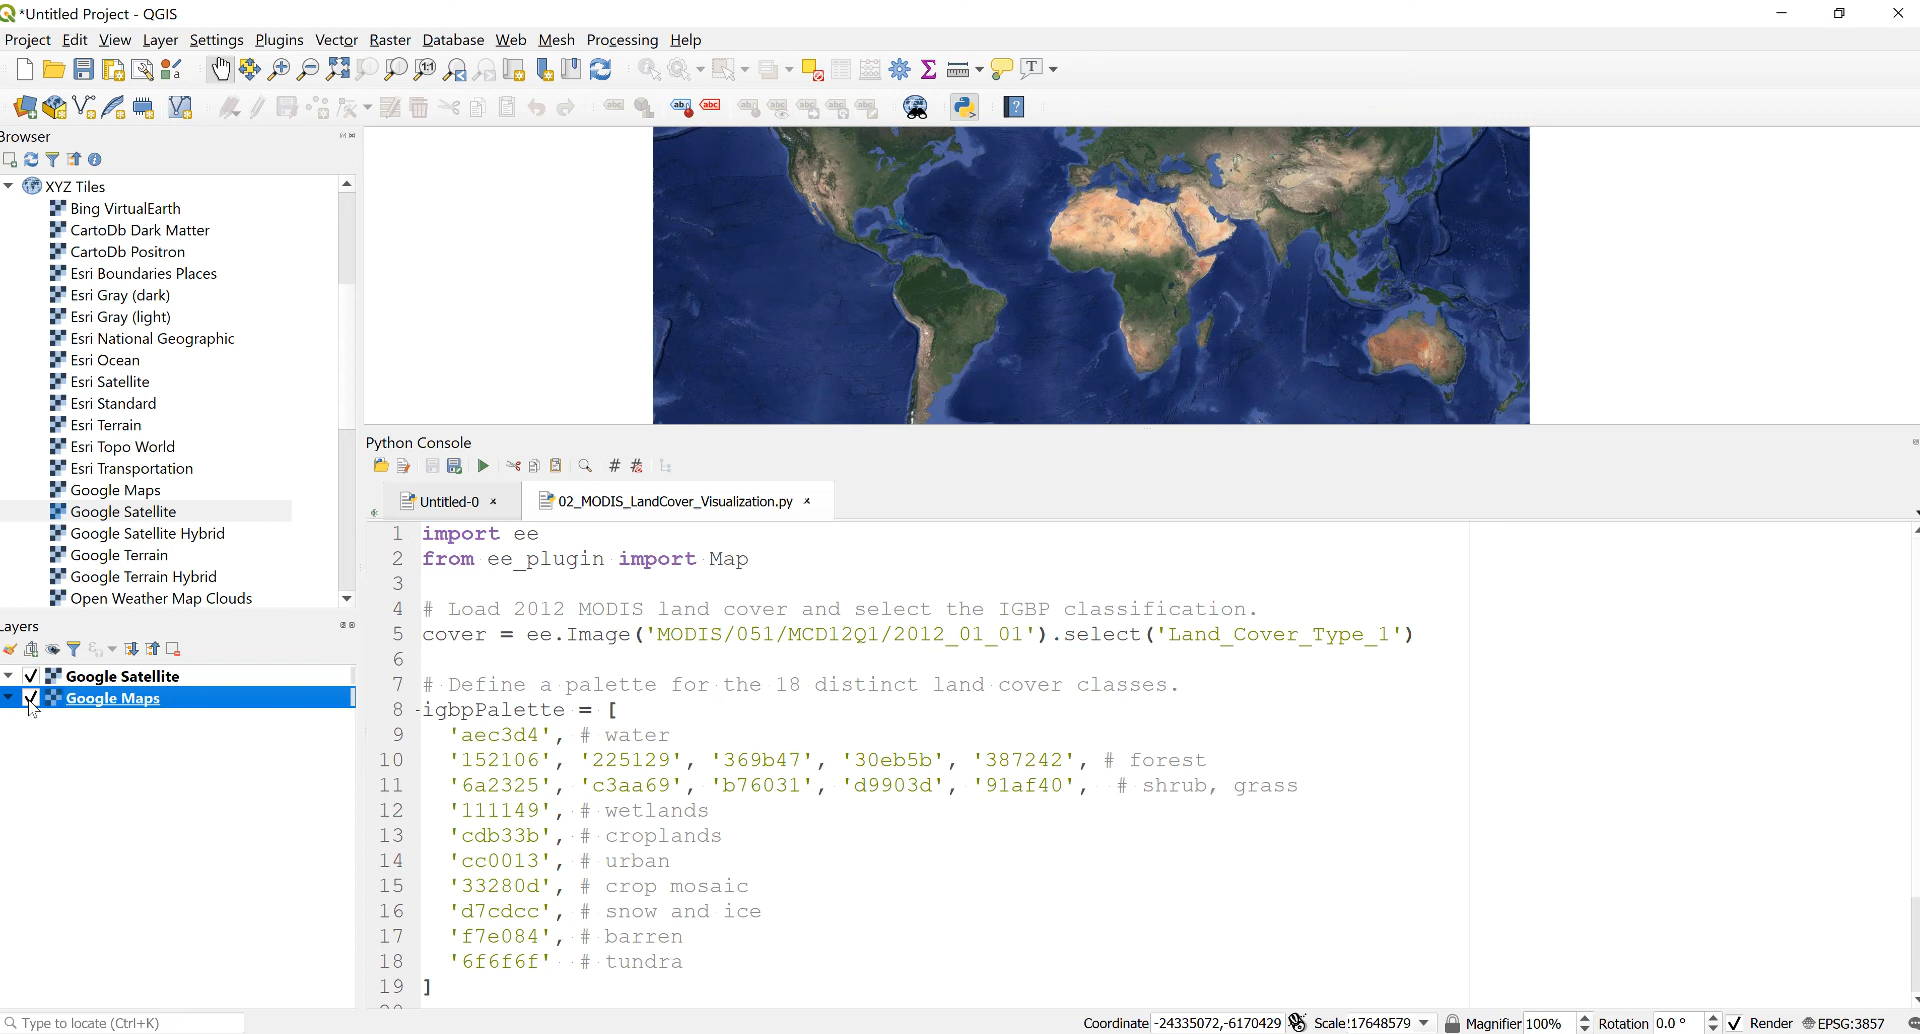 *Untitled Project - QGIS
Project Edit View Layer Settings Plugins Vector Raster Database Web Mesh Processing Help
Browser
XYZ Tiles
Bing VirtualEarth
CartoDb Dark Matter
CartoDb Positron
Esri Boundaries Places
Esri Gray (dark)
Esri Gray (light)
Esri National Geographic
Esri Ocean
Esri Satellite
Esri Standard
Esri Terrain
Esri Topo World
Esri Transportation
Google Maps
Google Satellite
Google Satellite Hybrid
Google Terrain
Google Terrain Hybrid
Open Weather Map Clouds
Layers
Google Satellite
Google Maps
Python Console
Untitled-0
02_MODIS_LandCover_Visualization.py
1 import ee
2 from ee_plugin import Map
3
4 # Load 2012 MODIS land cover and select the IGBP classification.
5 cover = ee.Image('MODIS/051/MCD12Q1/2012_01_01').select('Land_Cover_Type_1')
6
7 # Define a palette for the 18 distinct land cover classes.
8 igbpPalette = [
9 'aec3d4', # water
10 '152106', '225129', '369b47', '30eb5b', '387242', # forest
11 '6a2325', 'c3aa69', 'b76031', 'd9903d', '91af40', # shrub, grass
12 '111149', # wetlands
13 'cdb33b', # croplands
14 'cc0013', # urban
15 '33280d', # crop mosaic
16 'd7cdcc', # snow and ice
17 'f7e084', # barren
18 '6f6f6f' # tundra
19 ]
Type to locate (Ctrl+K)
Coordinate -24335072,-6170429 Scale !17648579 Magnifier 100% Rotation 0.0 ° Render EPSG:3857